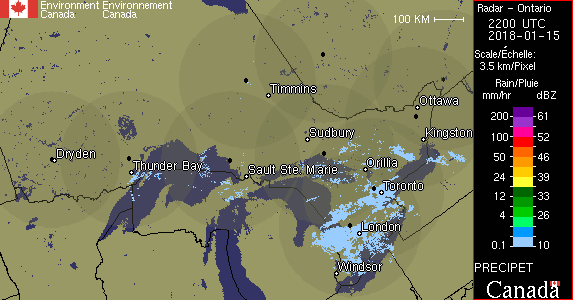 Environment Environnement
Canada Canada
100 KM
Timmins
Ottawa
Sudbury
Kingston
Dryden
Thunder Bay
Sault Ste. Marie
Orillia
Toronto
London
Windsor
Radar - Ontario
2200 UTC
2018-01-15
Scale/Échelle:
3.5 km/Pixel
Rain/Pluie
mm/hr dBZ
200 61
100 52
50 46
24 39
12 33
4 26
0.1 10
PRECIPET
Canada